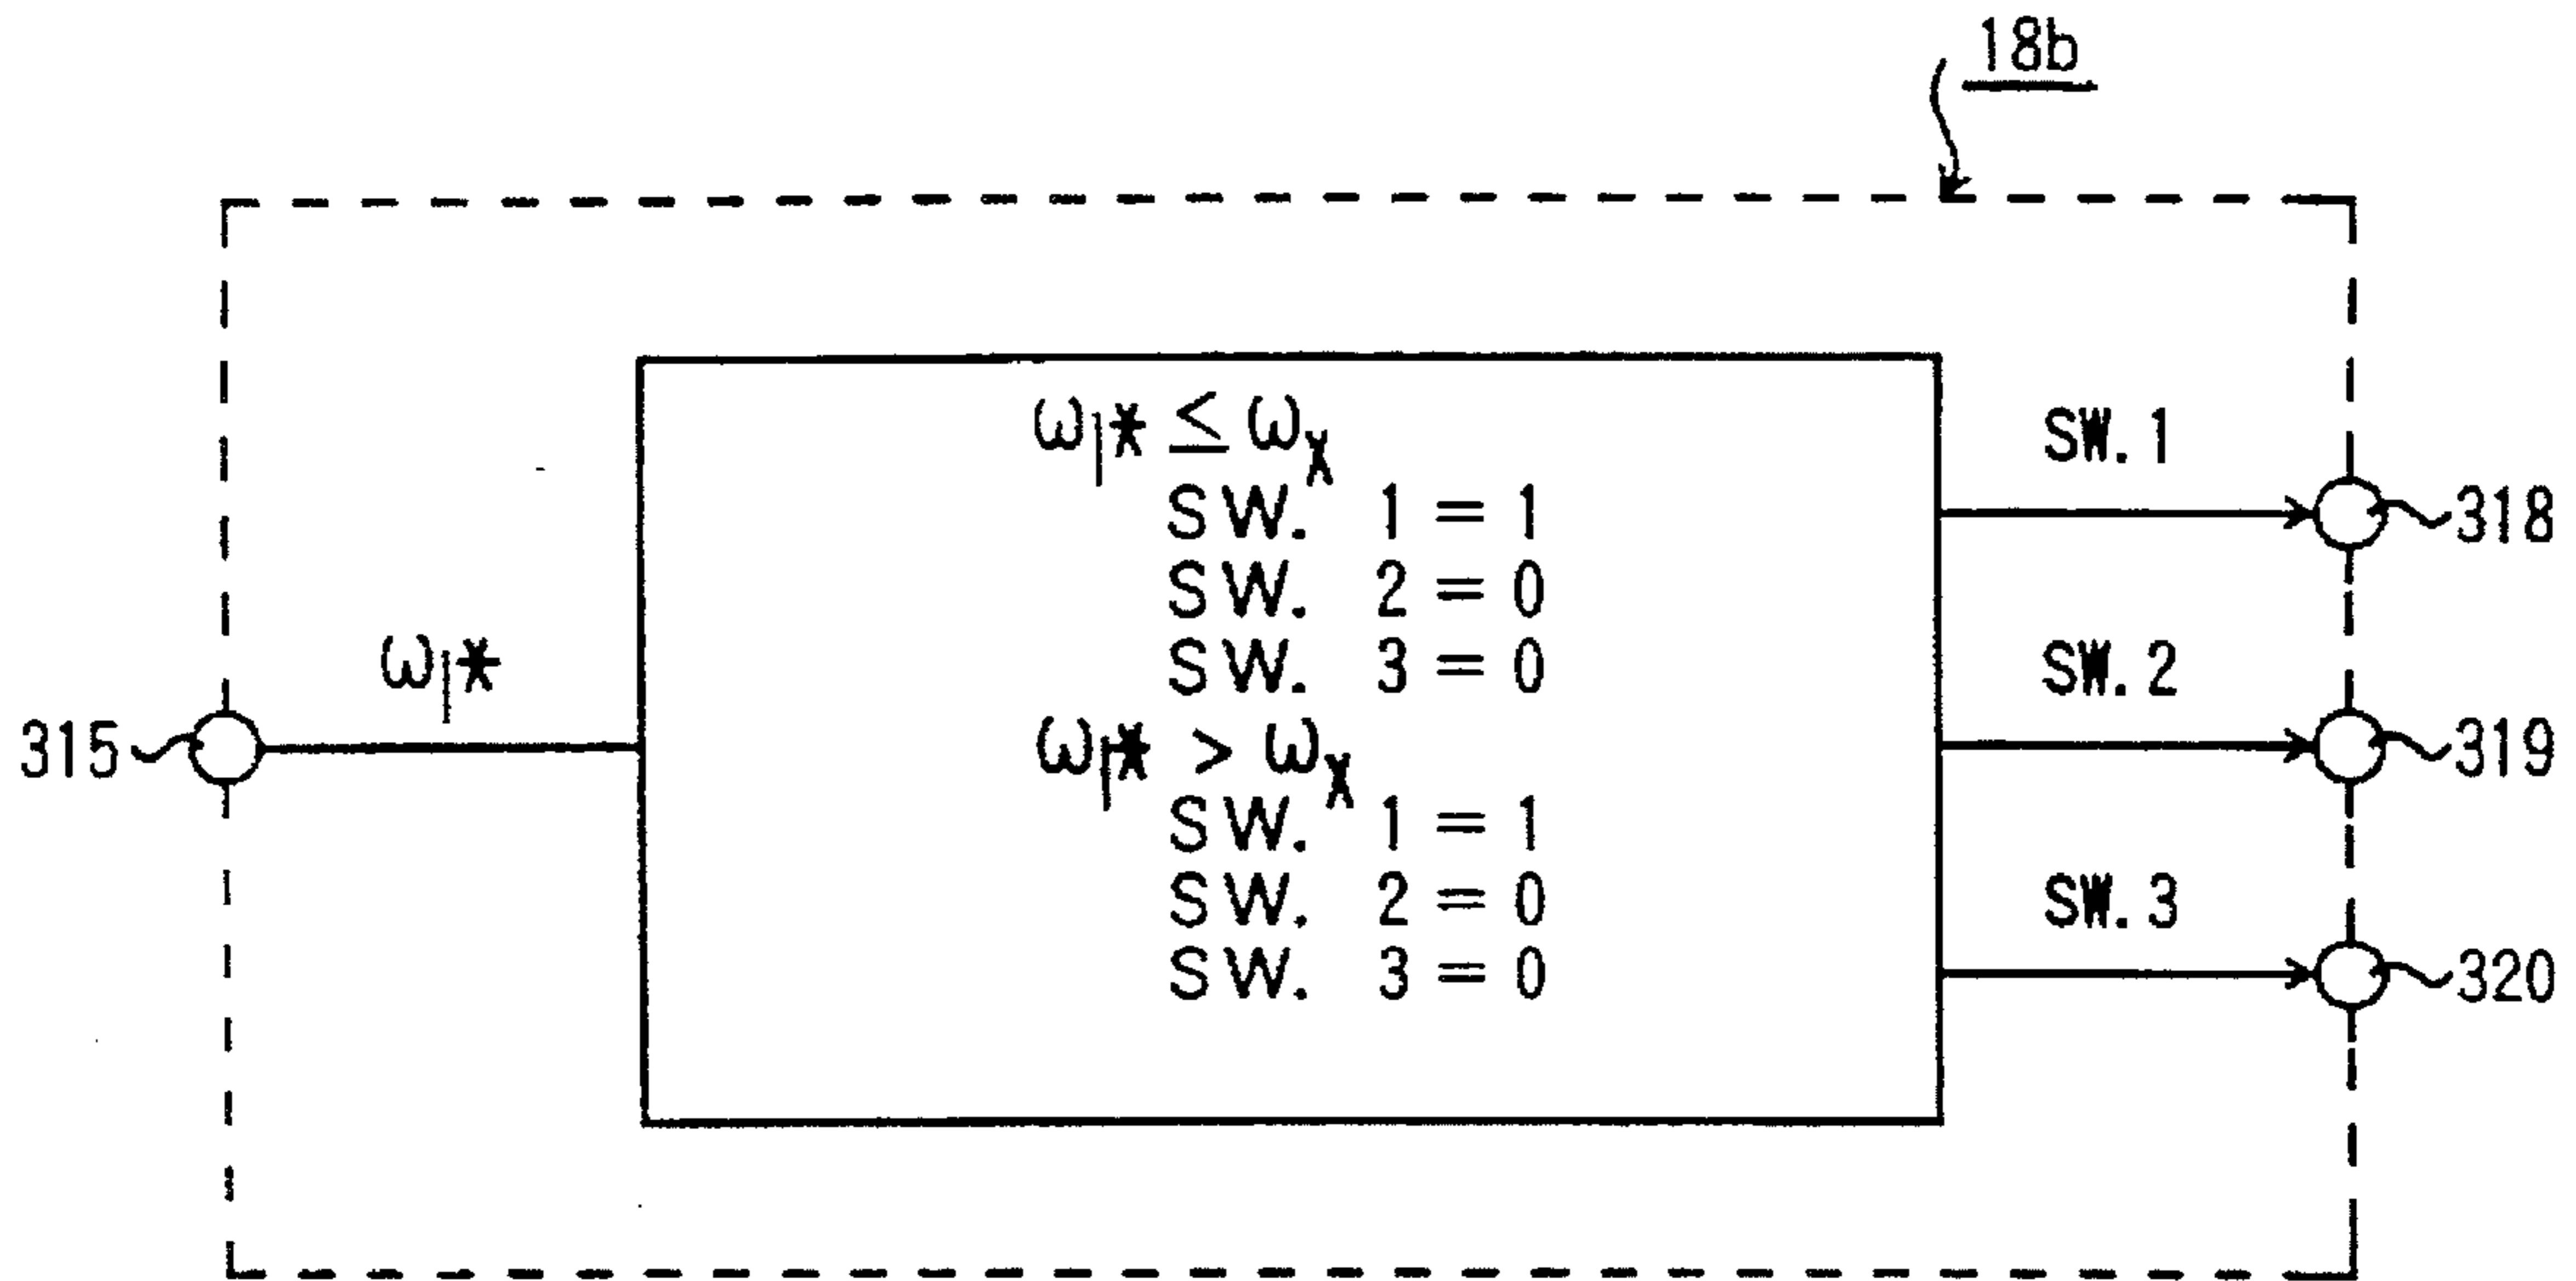 18b
ω1* ≤ ωx
SW. 1 = 1
SW. 2 = 0
SW. 3 = 0
ω1* > ωx
SW. 1 = 1
SW. 2 = 0
SW. 3 = 0
315
ω1*
SW.1
318
SW.2
319
SW.3
320